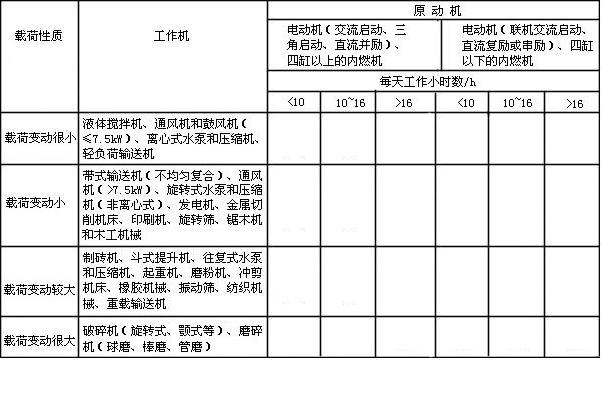 原动机
载荷性质
工作机
电动机(交流启动、三
角启动、直流并励)、
四缸以上的内燃机
电动机(联机交流启动、
直流复励或串励)、四缸
以下的内燃机
每天工作小时数/h
<10
10~16
>16
<10
10~16
>16
载荷变动很小
液体搅拌机、通风机和鼓风机(
≤7.5kW)、离心式水泵和压缩机、
轻负荷输送机
载荷变动小
带式输送机(不均匀复合)、通风
机(>7.5kW)、旋转式水泵和压缩
机(非离心式)、发电机、金属切
削机床、印刷机、旋转筛、锯木机
和木工机械
载荷变动较大
制砖机、斗式提升机、往复式水泵
和压缩机、起重机、磨粉机、冲剪
机床、橡胶机械、振动筛、纺织机
械、重载输送机
载荷变动很大
破碎机(旋转式、颚式等)、磨碎
机(球磨、棒磨、管磨)